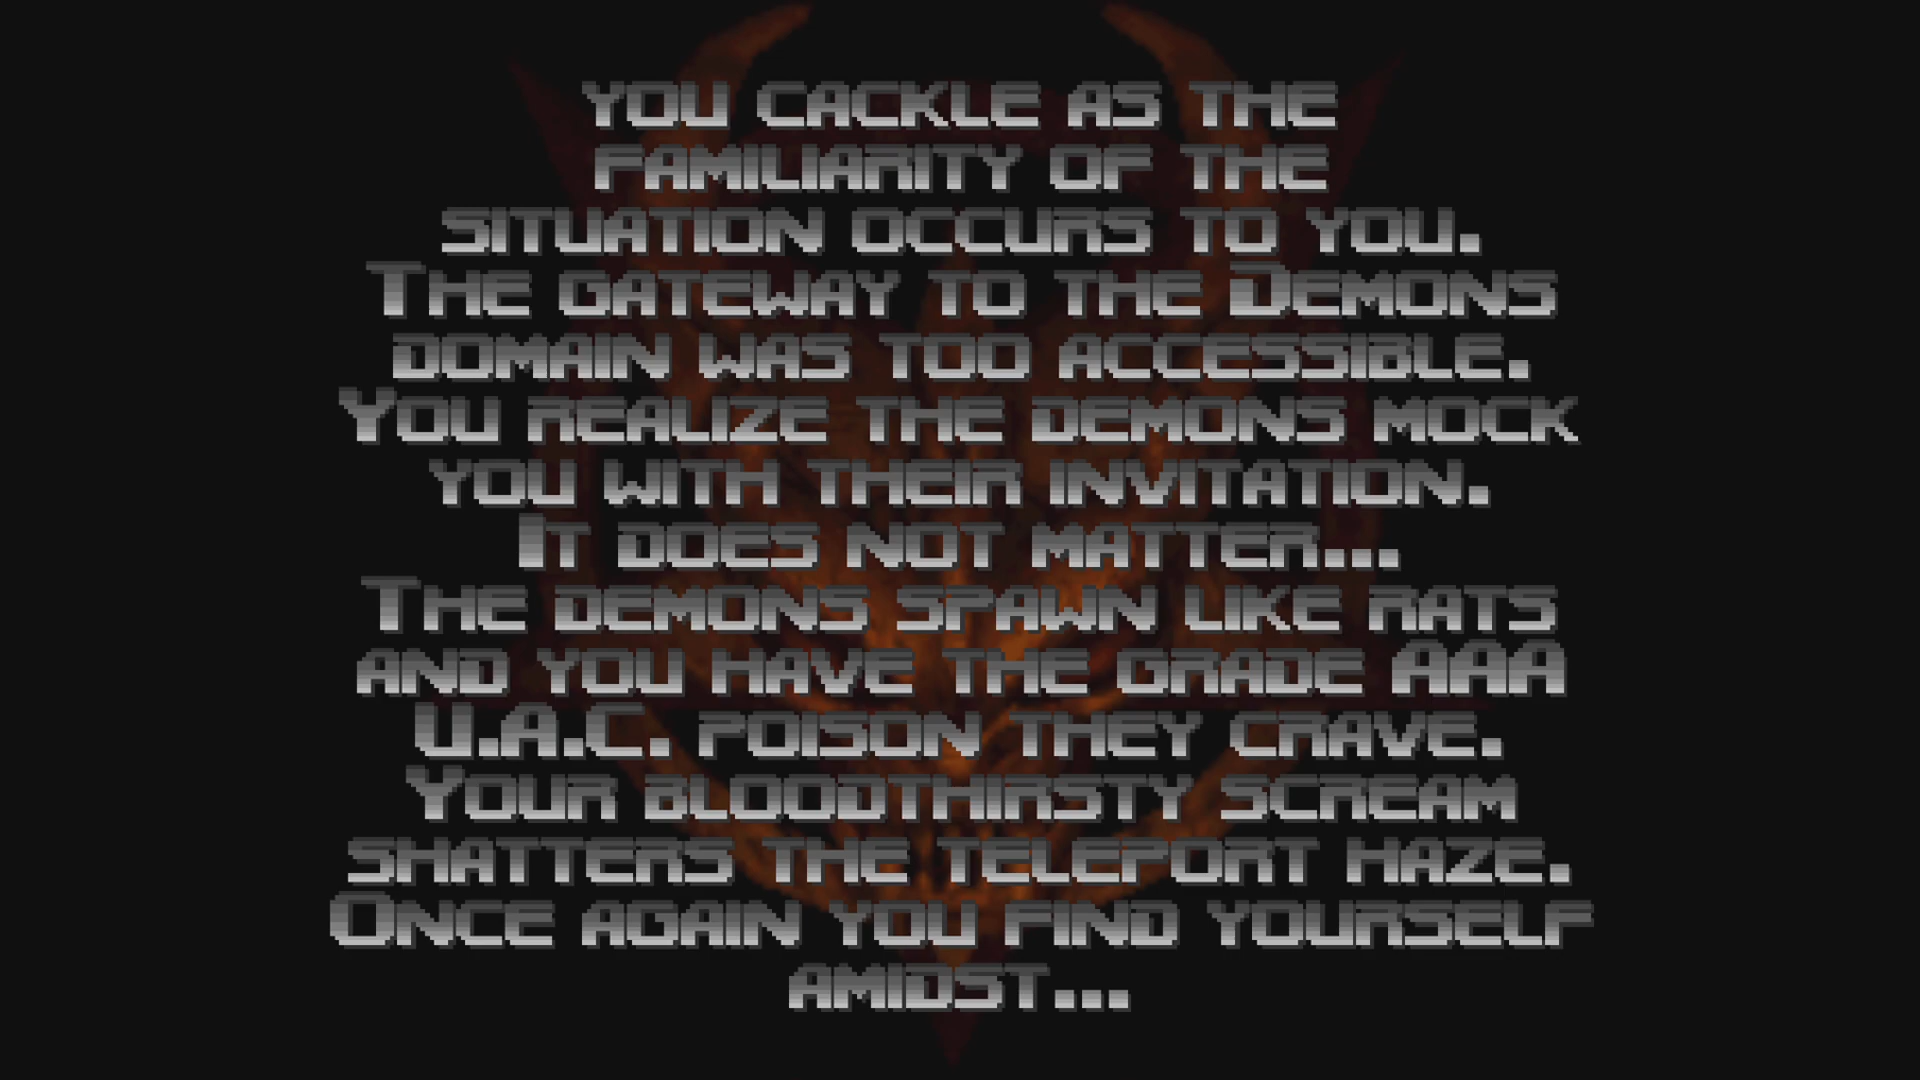 you cackle as the
familiarity of the
situation occurs to you.
The gateway to the Demons
domain was too accessible.
You realize the demons mock
you with their invitation.
It does not matter...
The demons spawn like rats
and you have the grade AAA
U.A.C. poison they crave.
Your bloodthirsty scream
shatters the teleport haze.
Once again you find yourself
amidst...